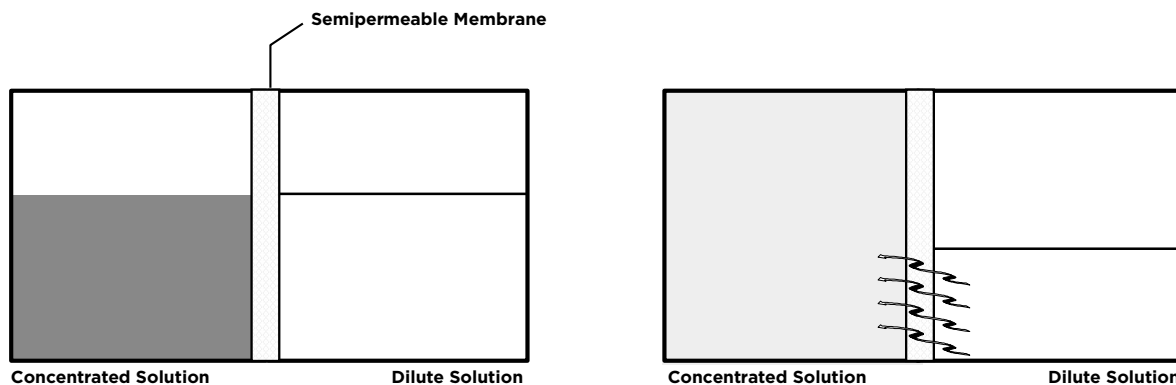 Semipermeable Membrane
Concentrated Solution
Dilute Solution
Concentrated Solution
Dilute Solution